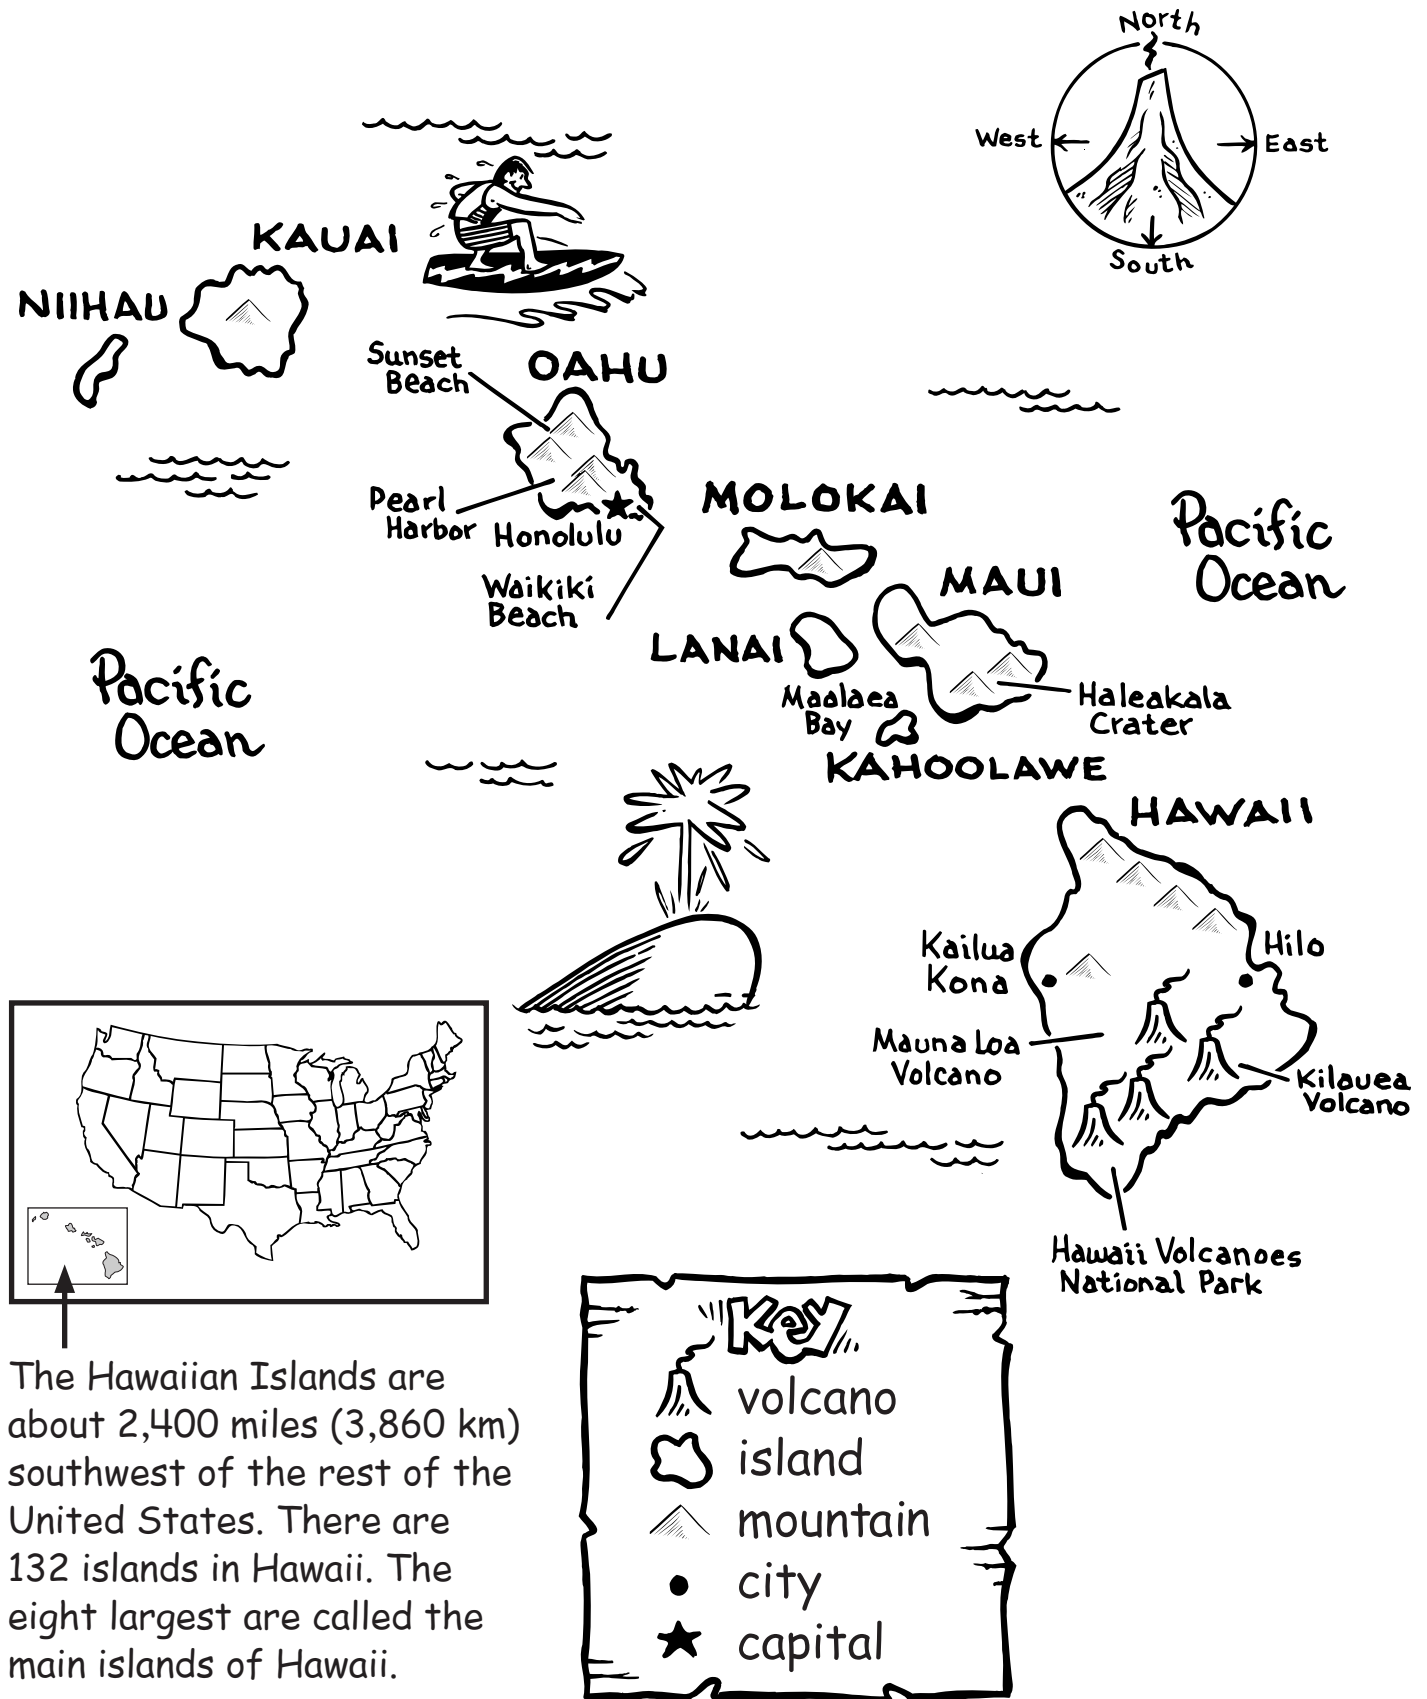 North
West
East
South
KAUAI
NIIHAU
Sunset
Beach
OAHU
Pearl
Harbor
Honolulu
Waikiki
Beach
MOLOKAI
Pacific
Ocean
MAUI
LANAI
Maalaea
Bay
Haleakala
Crater
KAHOOLAWE
Pacific
Ocean
HAWAII
Kailua
Kona
Hilo
Mauna Loa
Volcano
Kilauea
Volcano
Hawaii Volcanoes
National Park
The Hawaiian Islands are
about 2,400 miles (3,860 km)
southwest of the rest of the
United States. There are
132 islands in Hawaii. The
eight largest are called the
main islands of Hawaii.
Key
volcano
island
mountain
city
capital